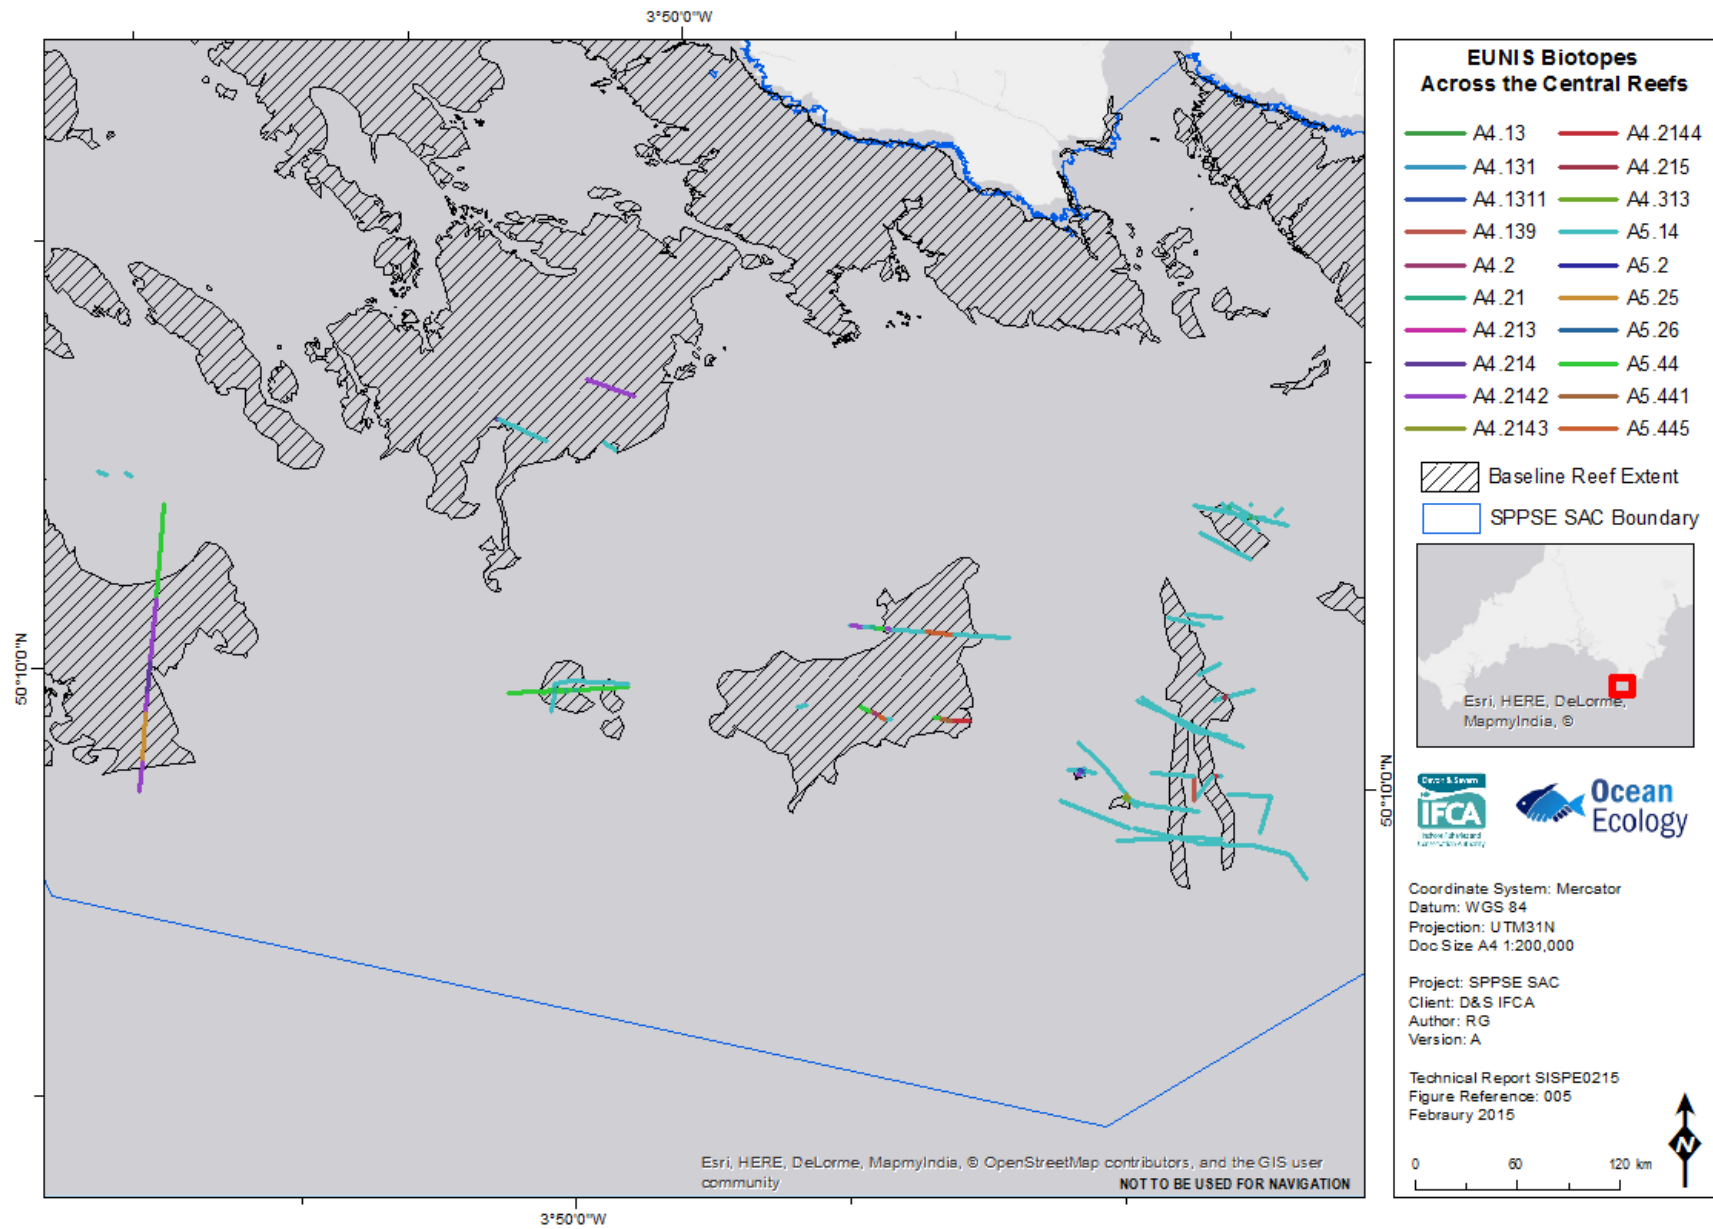 3°50'0"W
EUNIS Biotopes
Across the Central Reefs
A4.13
A4.2144
A4.131
A4.215
A4.1311
A4.313
A4.139
A5.14
A4.2
A5.2
A4.21
A5.25
A4.213
A5.26
A4.214
A5.44
A4.2142
A5.441
A4.2143
A5.445
Baseline Reef Extent
SPPSE SAC Boundary
50°10'0"N
Esri, HERE, DeLorme,
MapmyIndia, ©
50°10'0"N
Devon & Severn
IFCA
Ocean
Ecology
Coordinate System: Mercator
Datum: WGS 84
Projection: UTM31N
Doc Size A4 1:200,000
Project: SPPSE SAC
Client: D&S IFCA
Author: RG
Version: A
Technical Report SISPE0215
Figure Reference: 005
Febraury 2015
N
0 60 120 km
Esri, HERE, DeLorme, MapmyIndia, © OpenStreetMap contributors, and the GIS user
community
NOT TO BE USED FOR NAVIGATION
3°50'0"W